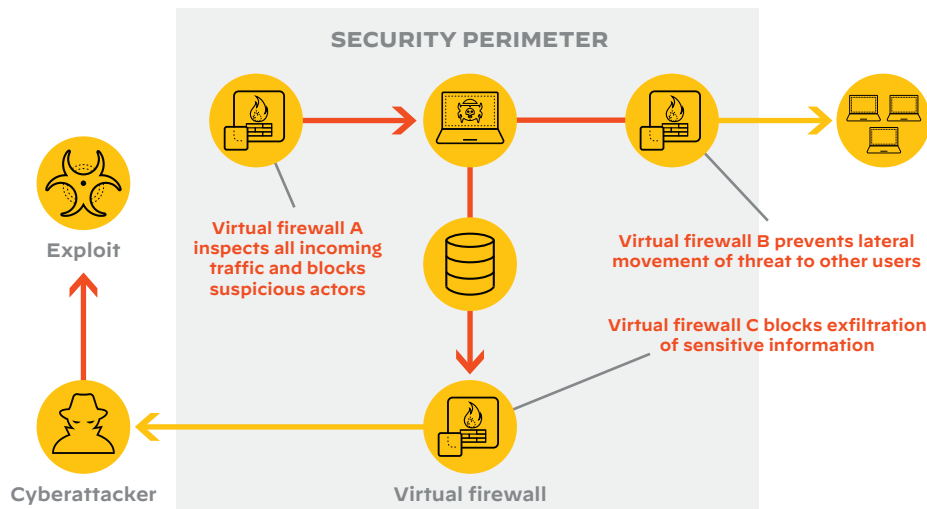 SECURITY PERIMETER
Exploit
Virtual firewall A
inspects all incoming
traffic and blocks
suspicious actors
Virtual firewall B prevents lateral
movement of threat to other users
Virtual firewall C blocks exfiltration
of sensitive information
Cyberattacker
Virtual firewall